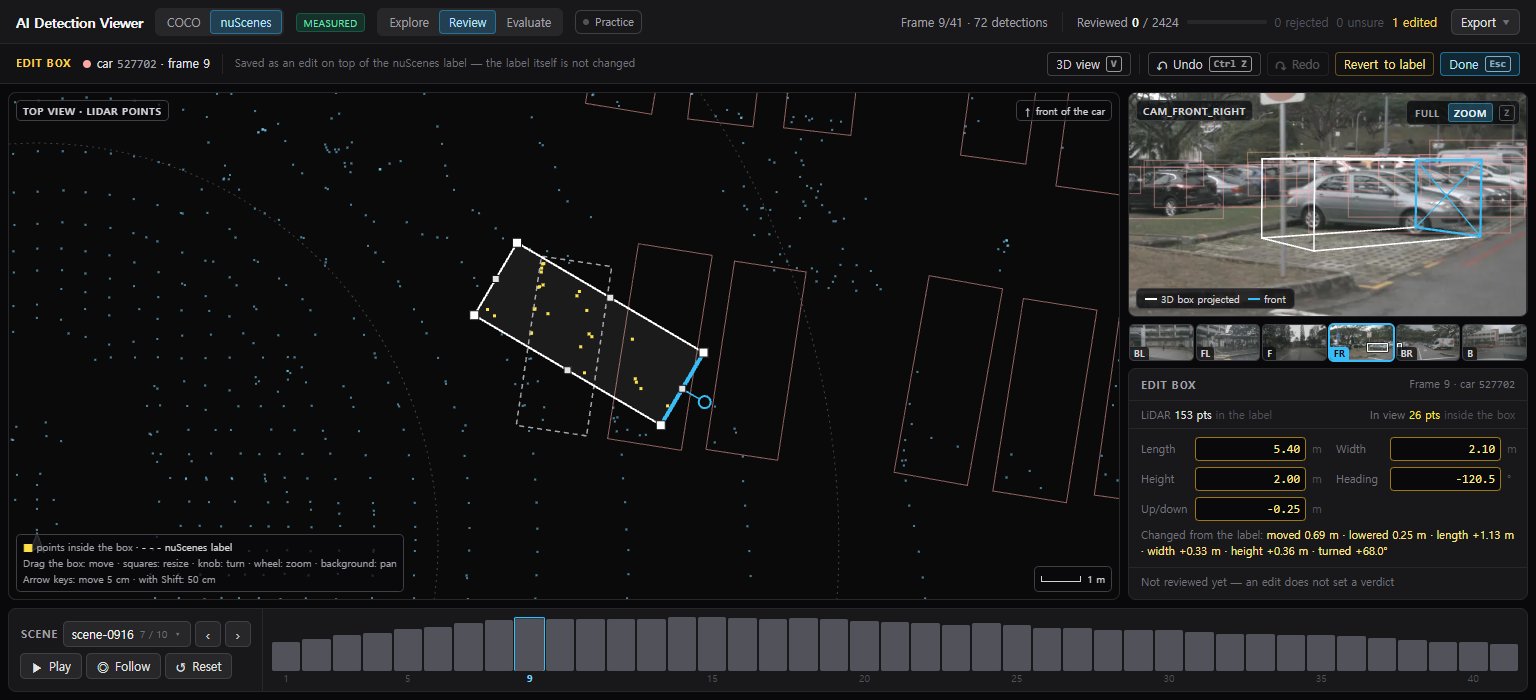 AI Detection Viewer COCO nuScenes MEASURED Explore Review Evaluate Practice Frame 9/41 · 72 detections Reviewed 0 / 2424 0 rejected 0 unsure 1 edited Export
EDIT BOX car 527702 · frame 9 Saved as an edit on top of the nuScenes label — the label itself is not changed 3D view V Undo Ctrl Z Redo Revert to label Done Esc
TOP VIEW · LIDAR POINTS
↑ front of the car
CAM_FRONT_RIGHT FULL ZOOM Z
3D box projected front
BL FL F FR BR B
EDIT BOX Frame 9 · car 527702
LiDAR 153 pts in the label In view 26 pts inside the box
Length 5.40 m Width 2.10 m
Height 2.00 m Heading -120.5 °
Up/down -0.25 m
Changed from the label: moved 0.69 m · lowered 0.25 m · length +1.13 m
· width +0.33 m · height +0.36 m · turned +68.0°
Not reviewed yet — an edit does not set a verdict
points inside the box · - - - nuScenes label
Drag the box: move · squares: resize · knob: turn · wheel: zoom · background: pan
Arrow keys: move 5 cm · with Shift: 50 cm
1 m
SCENE scene-0916 7 / 10 ‹ ›
Play Follow Reset
1 5 9 15 20 25 30 35 40